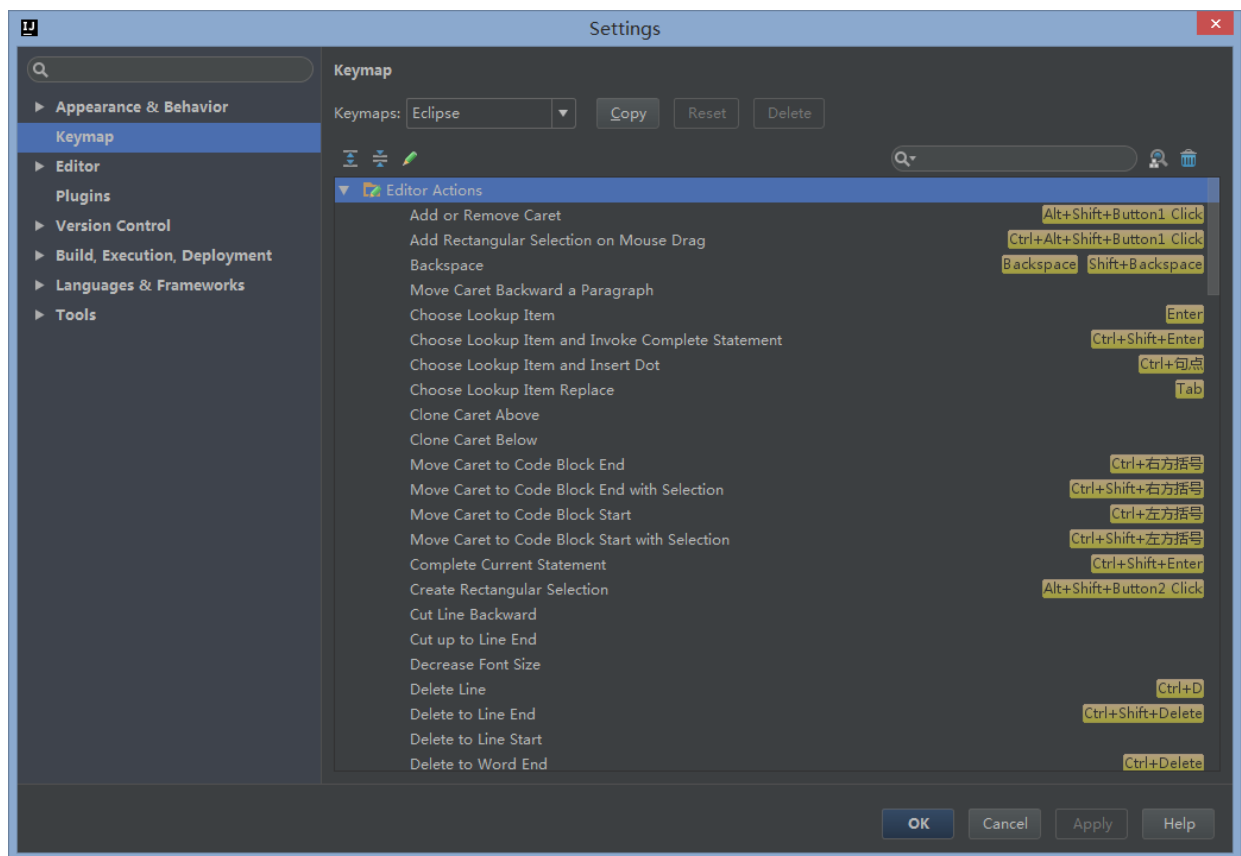 IJ
Settings
Appearance & Behavior
Keymap
Editor
Plugins
Version Control
Build, Execution, Deployment
Languages & Frameworks
Tools
Keymap
Keymaps: Eclipse Copy Reset Delete
Editor Actions
Add or Remove Caret Alt+Shift+Button1 Click
Add Rectangular Selection on Mouse Drag Ctrl+Alt+Shift+Button1 Click
Backspace Backspace Shift+Backspace
Move Caret Backward a Paragraph
Choose Lookup Item Enter
Choose Lookup Item and Invoke Complete Statement Ctrl+Shift+Enter
Choose Lookup Item and Insert Dot Ctrl+句点
Choose Lookup Item Replace Tab
Clone Caret Above
Clone Caret Below
Move Caret to Code Block End Ctrl+右方括号
Move Caret to Code Block End with Selection Ctrl+Shift+右方括号
Move Caret to Code Block Start Ctrl+左方括号
Move Caret to Code Block Start with Selection Ctrl+Shift+左方括号
Complete Current Statement Ctrl+Shift+Enter
Create Rectangular Selection Alt+Shift+Button2 Click
Cut Line Backward
Cut up to Line End
Decrease Font Size
Delete Line Ctrl+D
Delete to Line End Ctrl+Shift+Delete
Delete to Line Start
Delete to Word End Ctrl+Delete
OK Cancel Apply Help